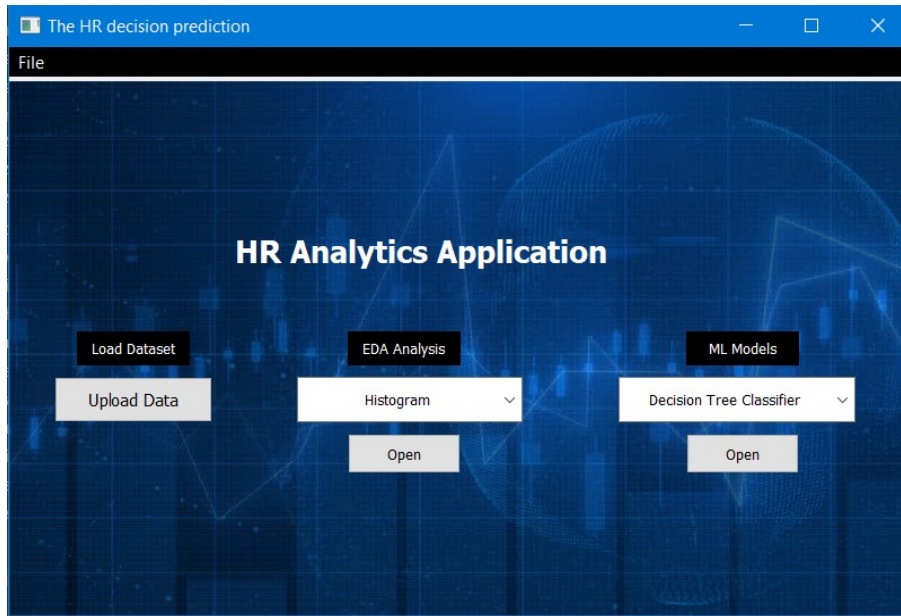 The HR decision prediction
File
HR Analytics Application
Load Dataset
EDA Analysis
ML Models
Upload Data
Histogram
Decision Tree Classifier
Open
Open